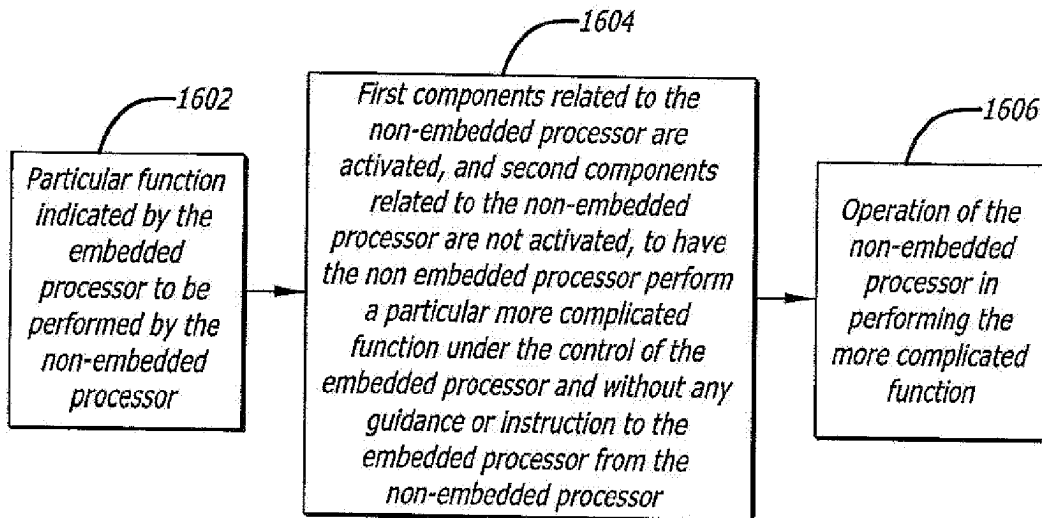 1602
Particular function
indicated by the
embedded
processor to be
performed by the
non-embedded
processor
1604
First components related to the
non-embedded processor are
activated, and second components
related to the non-embedded
processor are not activated, to have
the non embedded processor perform
a particular more complicated
function under the control of the
embedded processor and without any
guidance or instruction to the
embedded processor from the
non-embedded processor
1606
Operation of the
non-embedded
processor in
performing the
more complicated
function